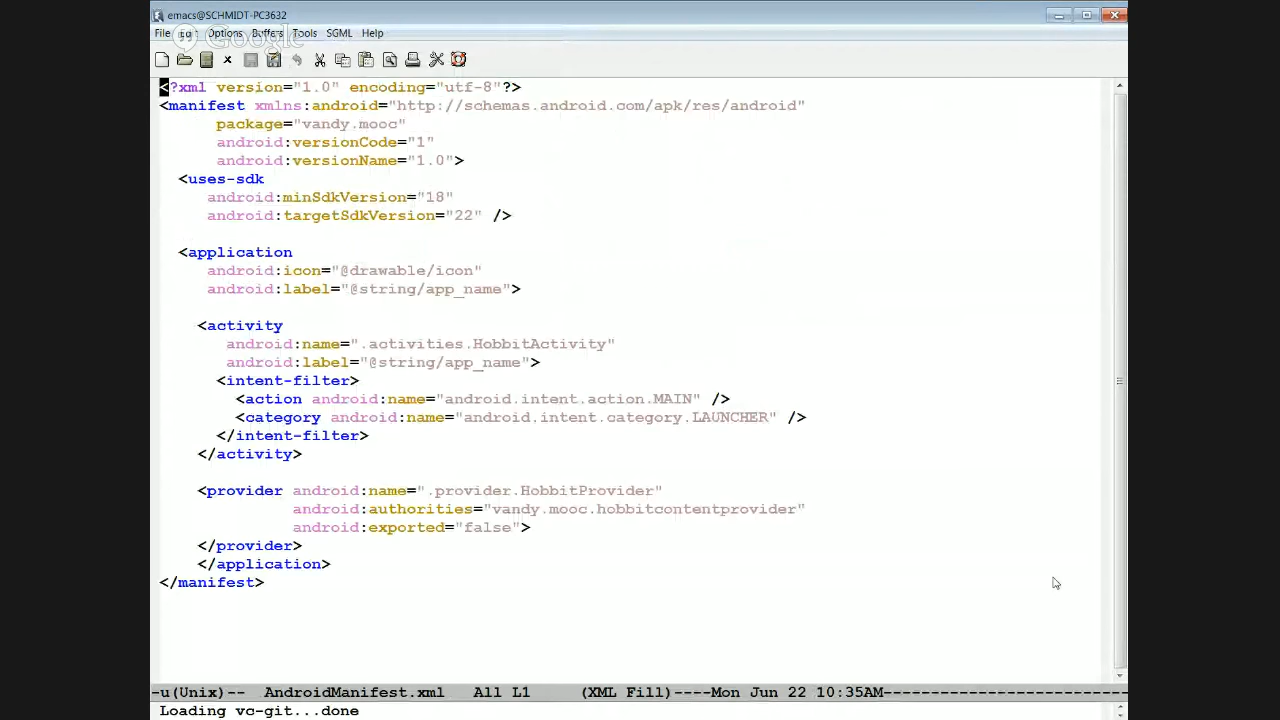 emacs@SCHMIDT-PC3632
File Edit Options Buffers Tools SGML Help
Google
<?xml version="1.0" encoding="utf-8"?>
<manifest xmlns:android="http://schemas.android.com/apk/res/android"
package="vandy.mooc"
android:versionCode="1"
android:versionName="1.0">
<uses-sdk
android:minSdkVersion="18"
android:targetSdkVersion="22" />
<application
android:icon="@drawable/icon"
android:label="@string/app_name">
<activity
android:name=".activities.HobbitActivity"
android:label="@string/app_name">
<intent-filter>
<action android:name="android.intent.action.MAIN" />
<category android:name="android.intent.category.LAUNCHER" />
</intent-filter>
</activity>
<provider android:name=".provider.HobbitProvider"
android:authorities="vandy.mooc.hobbitcontentprovider"
android:exported="false">
</provider>
</application>
</manifest>
-u(Unix)-- AndroidManifest.xml All L1 (XML Fill)----Mon Jun 22 10:35AM--------------------------
Loading vc-git...done